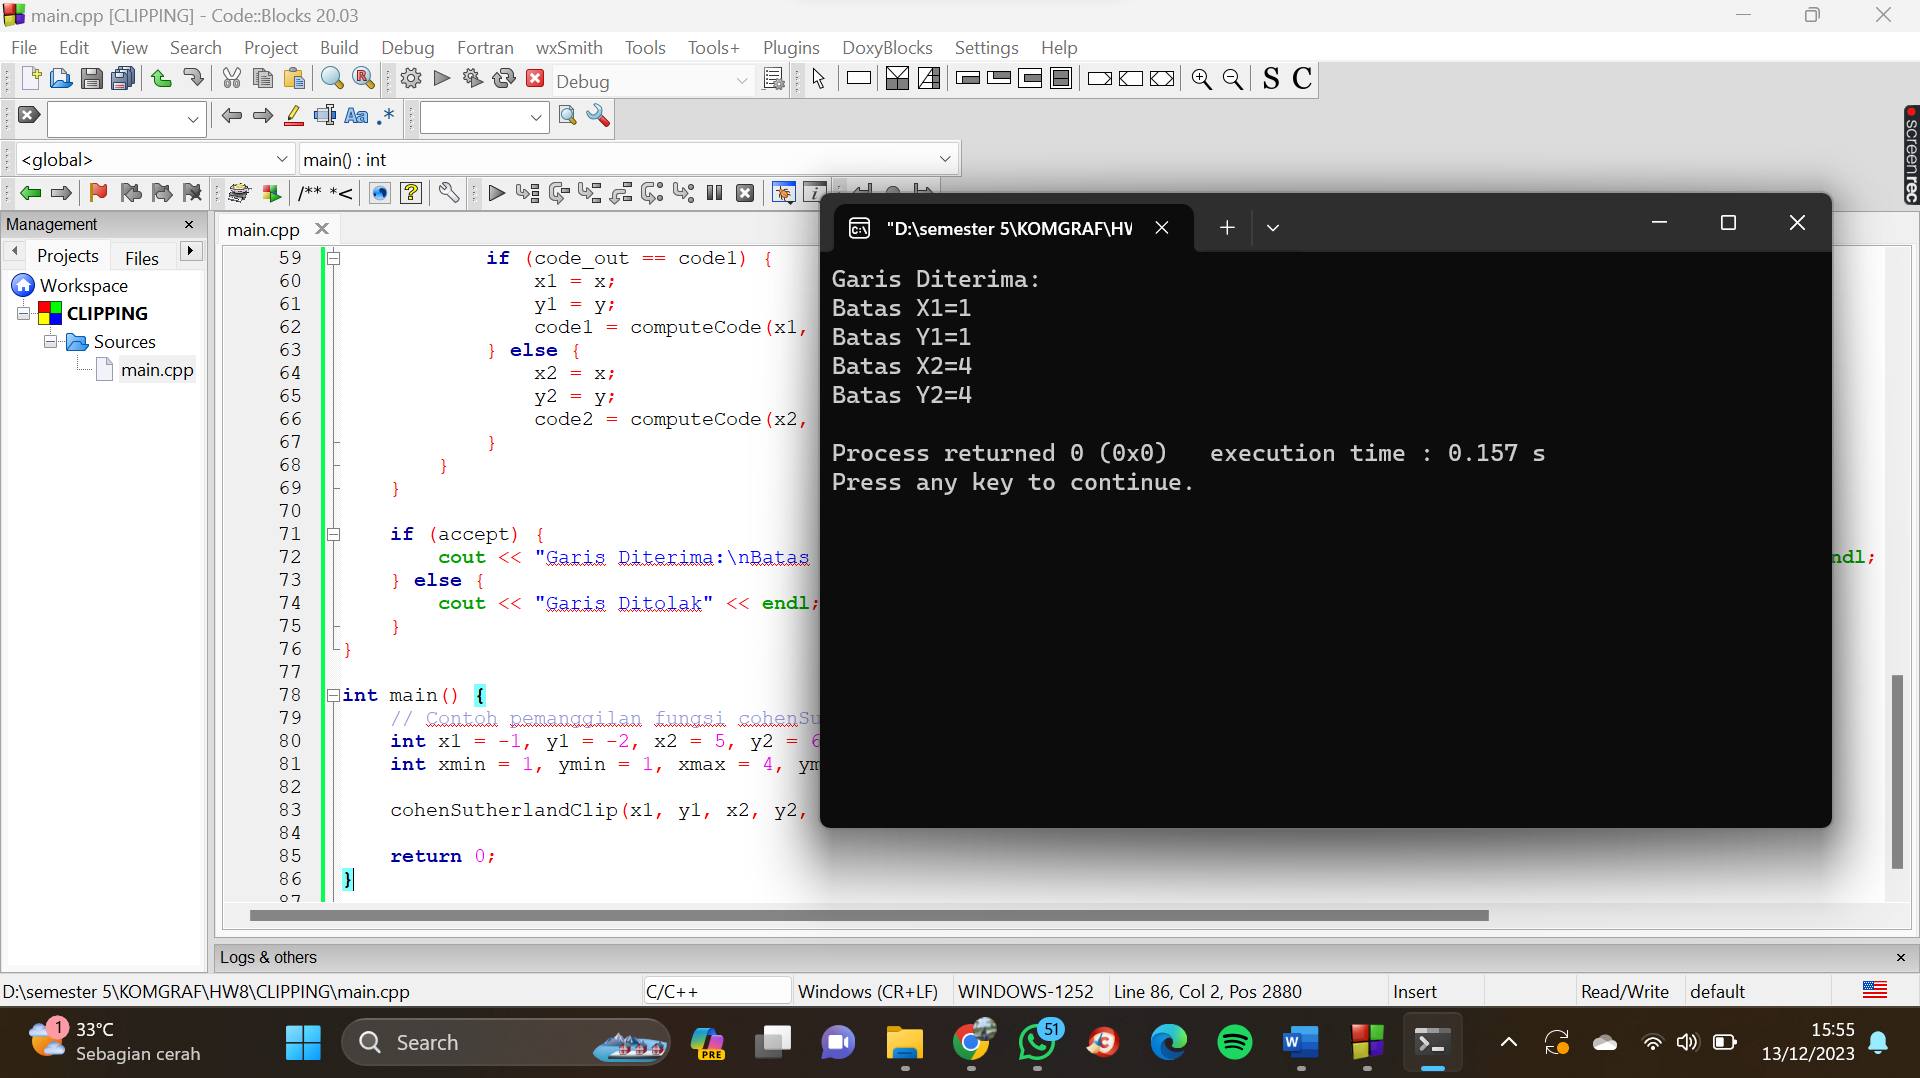 main.cpp [CLIPPING] - Code::Blocks 20.03
File Edit View Search Project Build Debug Fortran wxSmith Tools Tools+ Plugins DoxyBlocks Settings Help
Debug
S C
Aa .*
<global>
main() : int
/** *<
Management
Projects
Files
Workspace
CLIPPING
Sources
main.cpp
main.cpp
59 if (code_out == code1) {
60 x1 = x;
61 y1 = y;
62 code1 = computeCode(x1,
63 } else {
64 x2 = x;
65 y2 = y;
66 code2 = computeCode(x2,
67 }
68 }
69 }
70
71 if (accept) {
72 cout << "Garis Diterima:\nBatas
ndl;
73 } else {
74 cout << "Garis Ditolak" << endl;
75 }
76 }
77
78 int main() {
79 // Contoh pemanggilan fungsi cohenSu
80 int x1 = -1, y1 = -2, x2 = 5, y2 = 6
81 int xmin = 1, ymin = 1, xmax = 4, ym
82
83 cohenSutherlandClip(x1, y1, x2, y2,
84
85 return 0;
86 }
87
"D:\semester 5\KOMGRAF\HW
Garis Diterima:
Batas X1=1
Batas Y1=1
Batas X2=4
Batas Y2=4
Process returned 0 (0x0) execution time : 0.157 s
Press any key to continue.
screenrec
Logs & others
D:\semester 5\KOMGRAF\HW8\CLIPPING\main.cpp
C/C++
Windows (CR+LF)
WINDOWS-1252
Line 86, Col 2, Pos 2880
Insert
Read/Write
default
1
33°C
Sebagian cerah
Search
PRE
51
15:55
13/12/2023